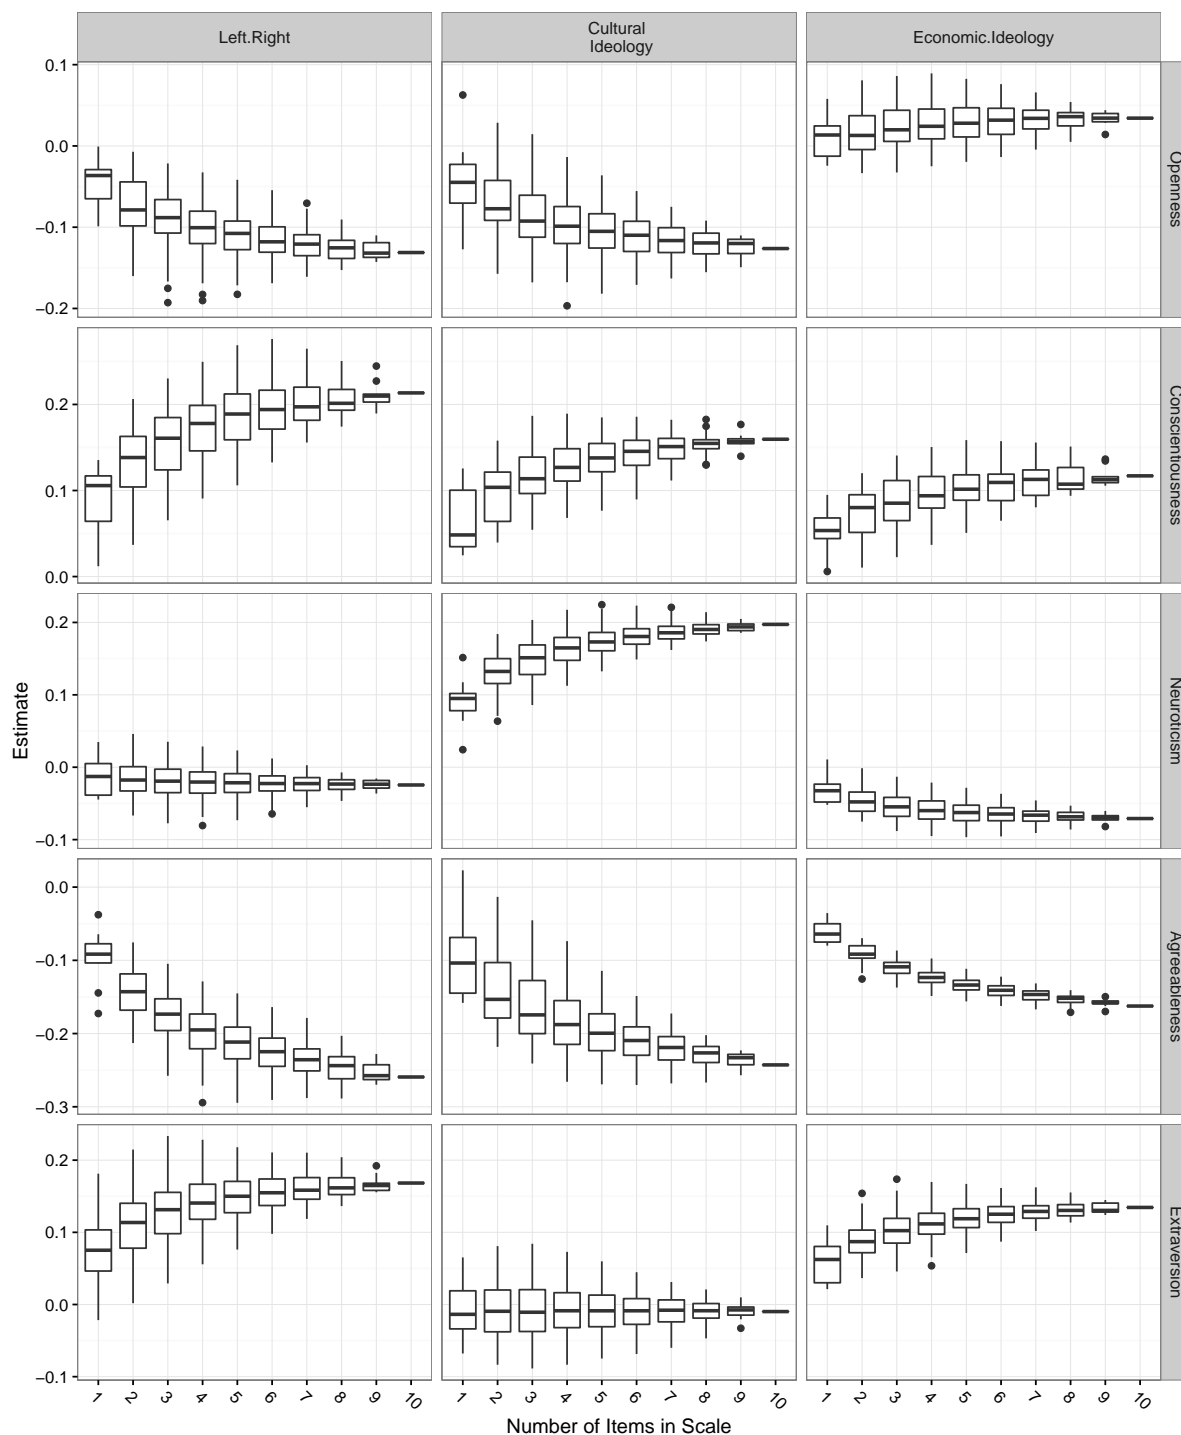 Left.Right
Cultural
Ideology
Economic.Ideology
0.1
0.0
−0.1
−0.2
Openness
0.2
0.1
0.0
Conscientiousness
0.2
0.1
0.0
−0.1
Neuroticism
Estimate
0.0
−0.1
−0.2
−0.3
Agreeableness
0.2
0.1
0.0
−0.1
Extraversion
1 2 3 4 5 6 7 8 9 10
1 2 3 4 5 6 7 8 9 10
1 2 3 4 5 6 7 8 9 10
Number of Items in Scale